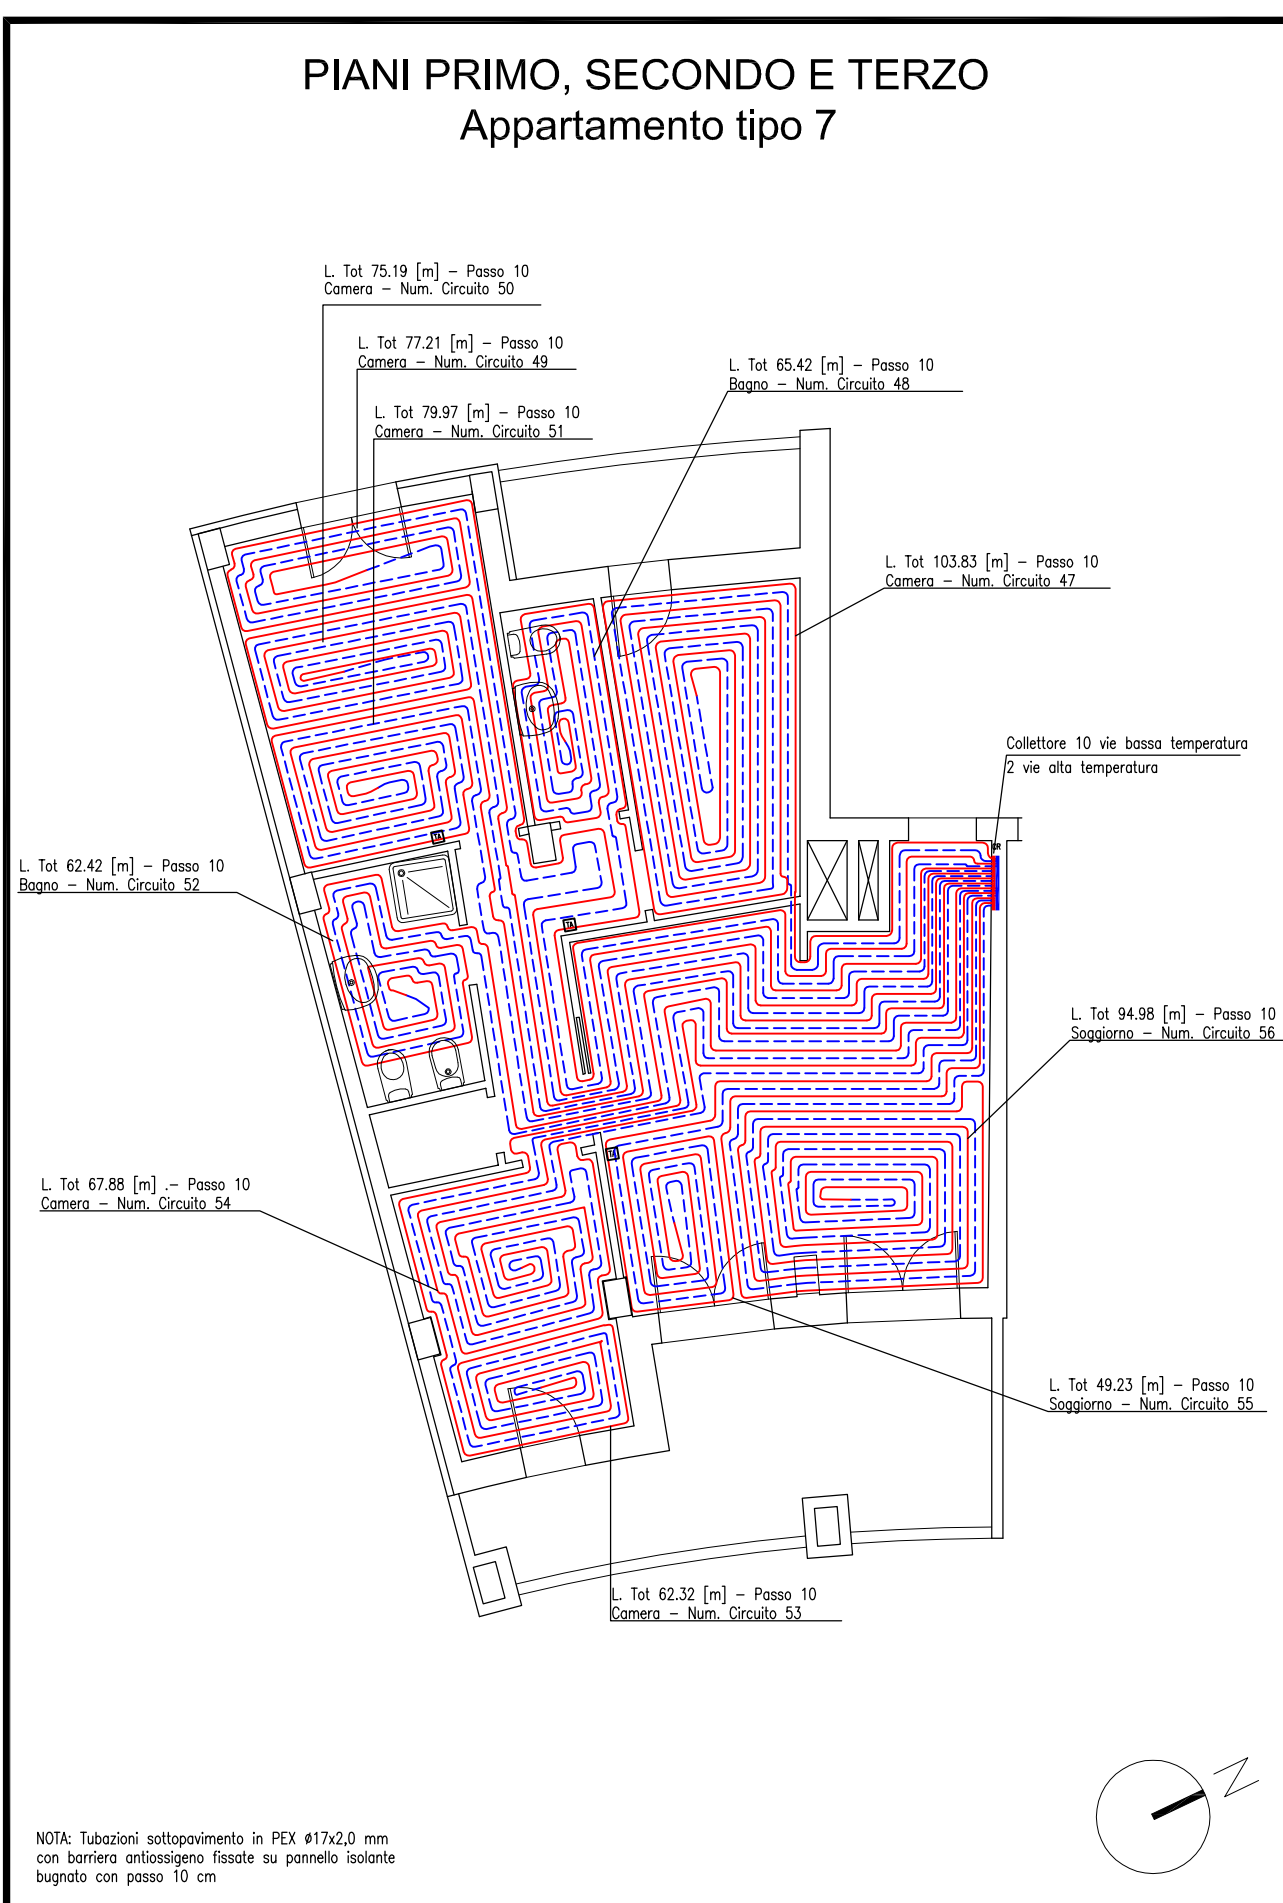 PIANI PRIMO, SECONDO E TERZO
Appartamento tipo 7
L. Tot 75.19 [m] – Passo 10
Camera – Num. Circuito 50
L. Tot 77.21 [m] – Passo 10
Camera – Num. Circuito 49
L. Tot 65.42 [m] – Passo 10
Bagno – Num. Circuito 48
L. Tot 79.97 [m] – Passo 10
Camera – Num. Circuito 51
L. Tot 103.83 [m] – Passo 10
Camera – Num. Circuito 47
Collettore 10 vie bassa temperatura
2 vie alta temperatura
TA
L. Tot 62.42 [m] – Passo 10
Bagno – Num. Circuito 52
TA
L. Tot 94.98 [m] – Passo 10
Soggiorno – Num. Circuito 56
TA
L. Tot 67.88 [m] .– Passo 10
Camera – Num. Circuito 54
L. Tot 49.23 [m] – Passo 10
Soggiorno – Num. Circuito 55
L. Tot 62.32 [m] – Passo 10
Camera – Num. Circuito 53
N
NOTA: Tubazioni sottopavimento in PEX ø17x2,0 mm
con barriera antiossigeno fissate su pannello isolante
bugnato con passo 10 cm